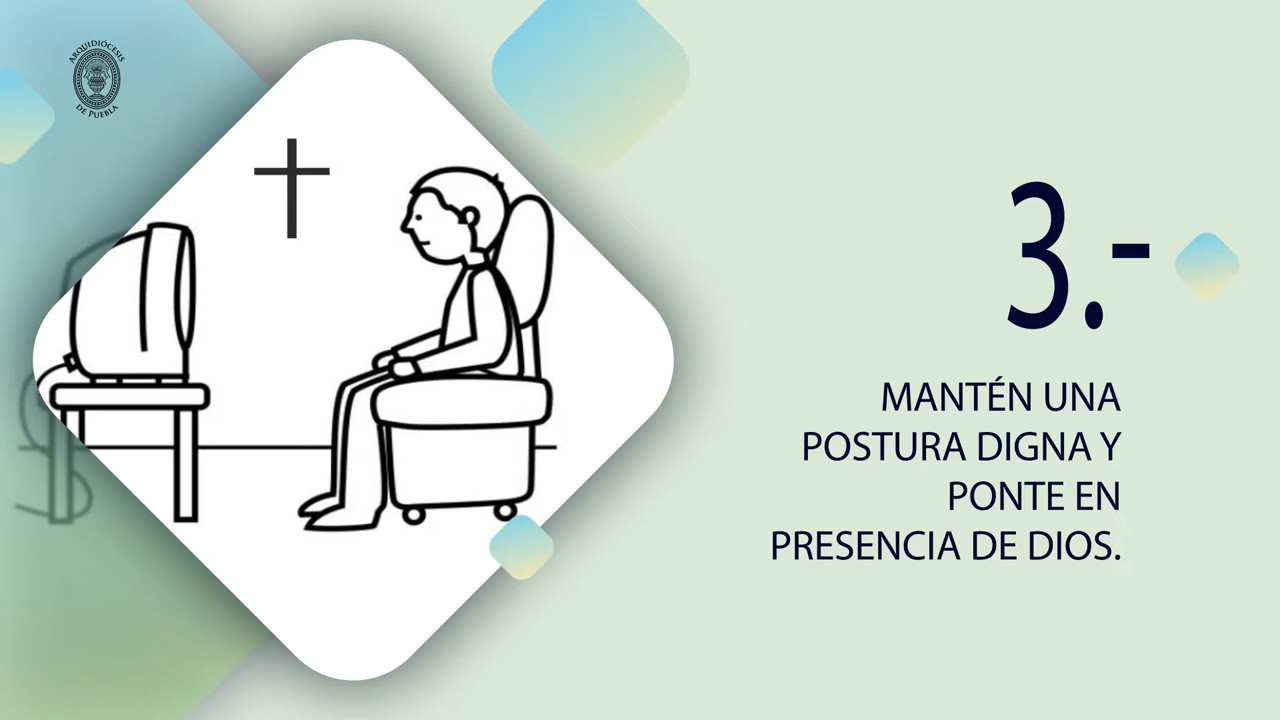 ARQUIDIÓCESIS
DE PUEBLA
3.-
MANTÉN UNA
POSTURA DIGNA Y
PONTE EN
PRESENCIA DE DIOS.